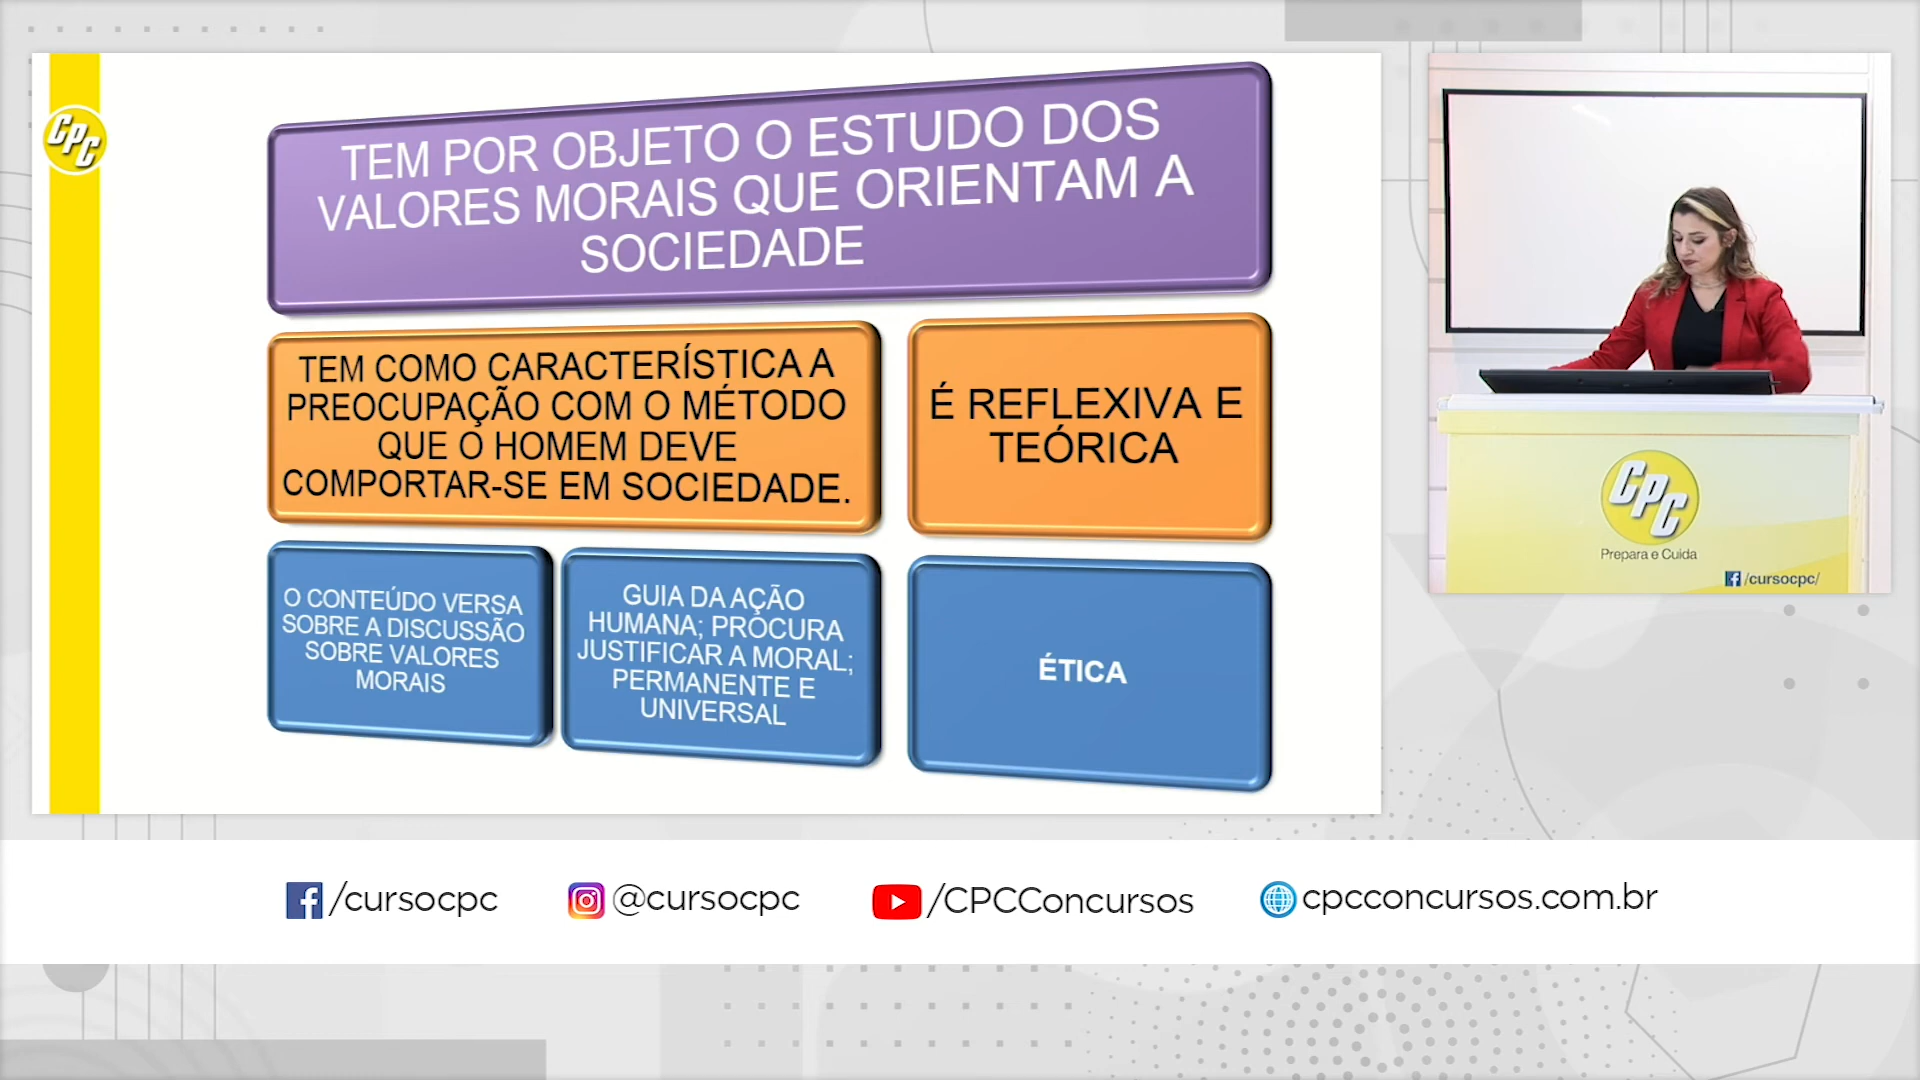 CPC
TEM POR OBJETO O ESTUDO DOS
VALORES MORAIS QUE ORIENTAM A
SOCIEDADE
TEM COMO CARACTERÍSTICA A
PREOCUPAÇÃO COM O MÉTODO
QUE O HOMEM DEVE
COMPORTAR-SE EM SOCIEDADE.
É REFLEXIVA E
TEÓRICA
O CONTEÚDO VERSA
SOBRE A DISCUSSÃO
SOBRE VALORES
MORAIS
GUIA DA AÇÃO
HUMANA; PROCURA
JUSTIFICAR A MORAL;
PERMANENTE E
UNIVERSAL
ÉTICA
CPC
Prepara e Cuida
/cursocpc/
/cursocpc
@cursocpc
/CPCConcursos
cpcconcursos.com.br